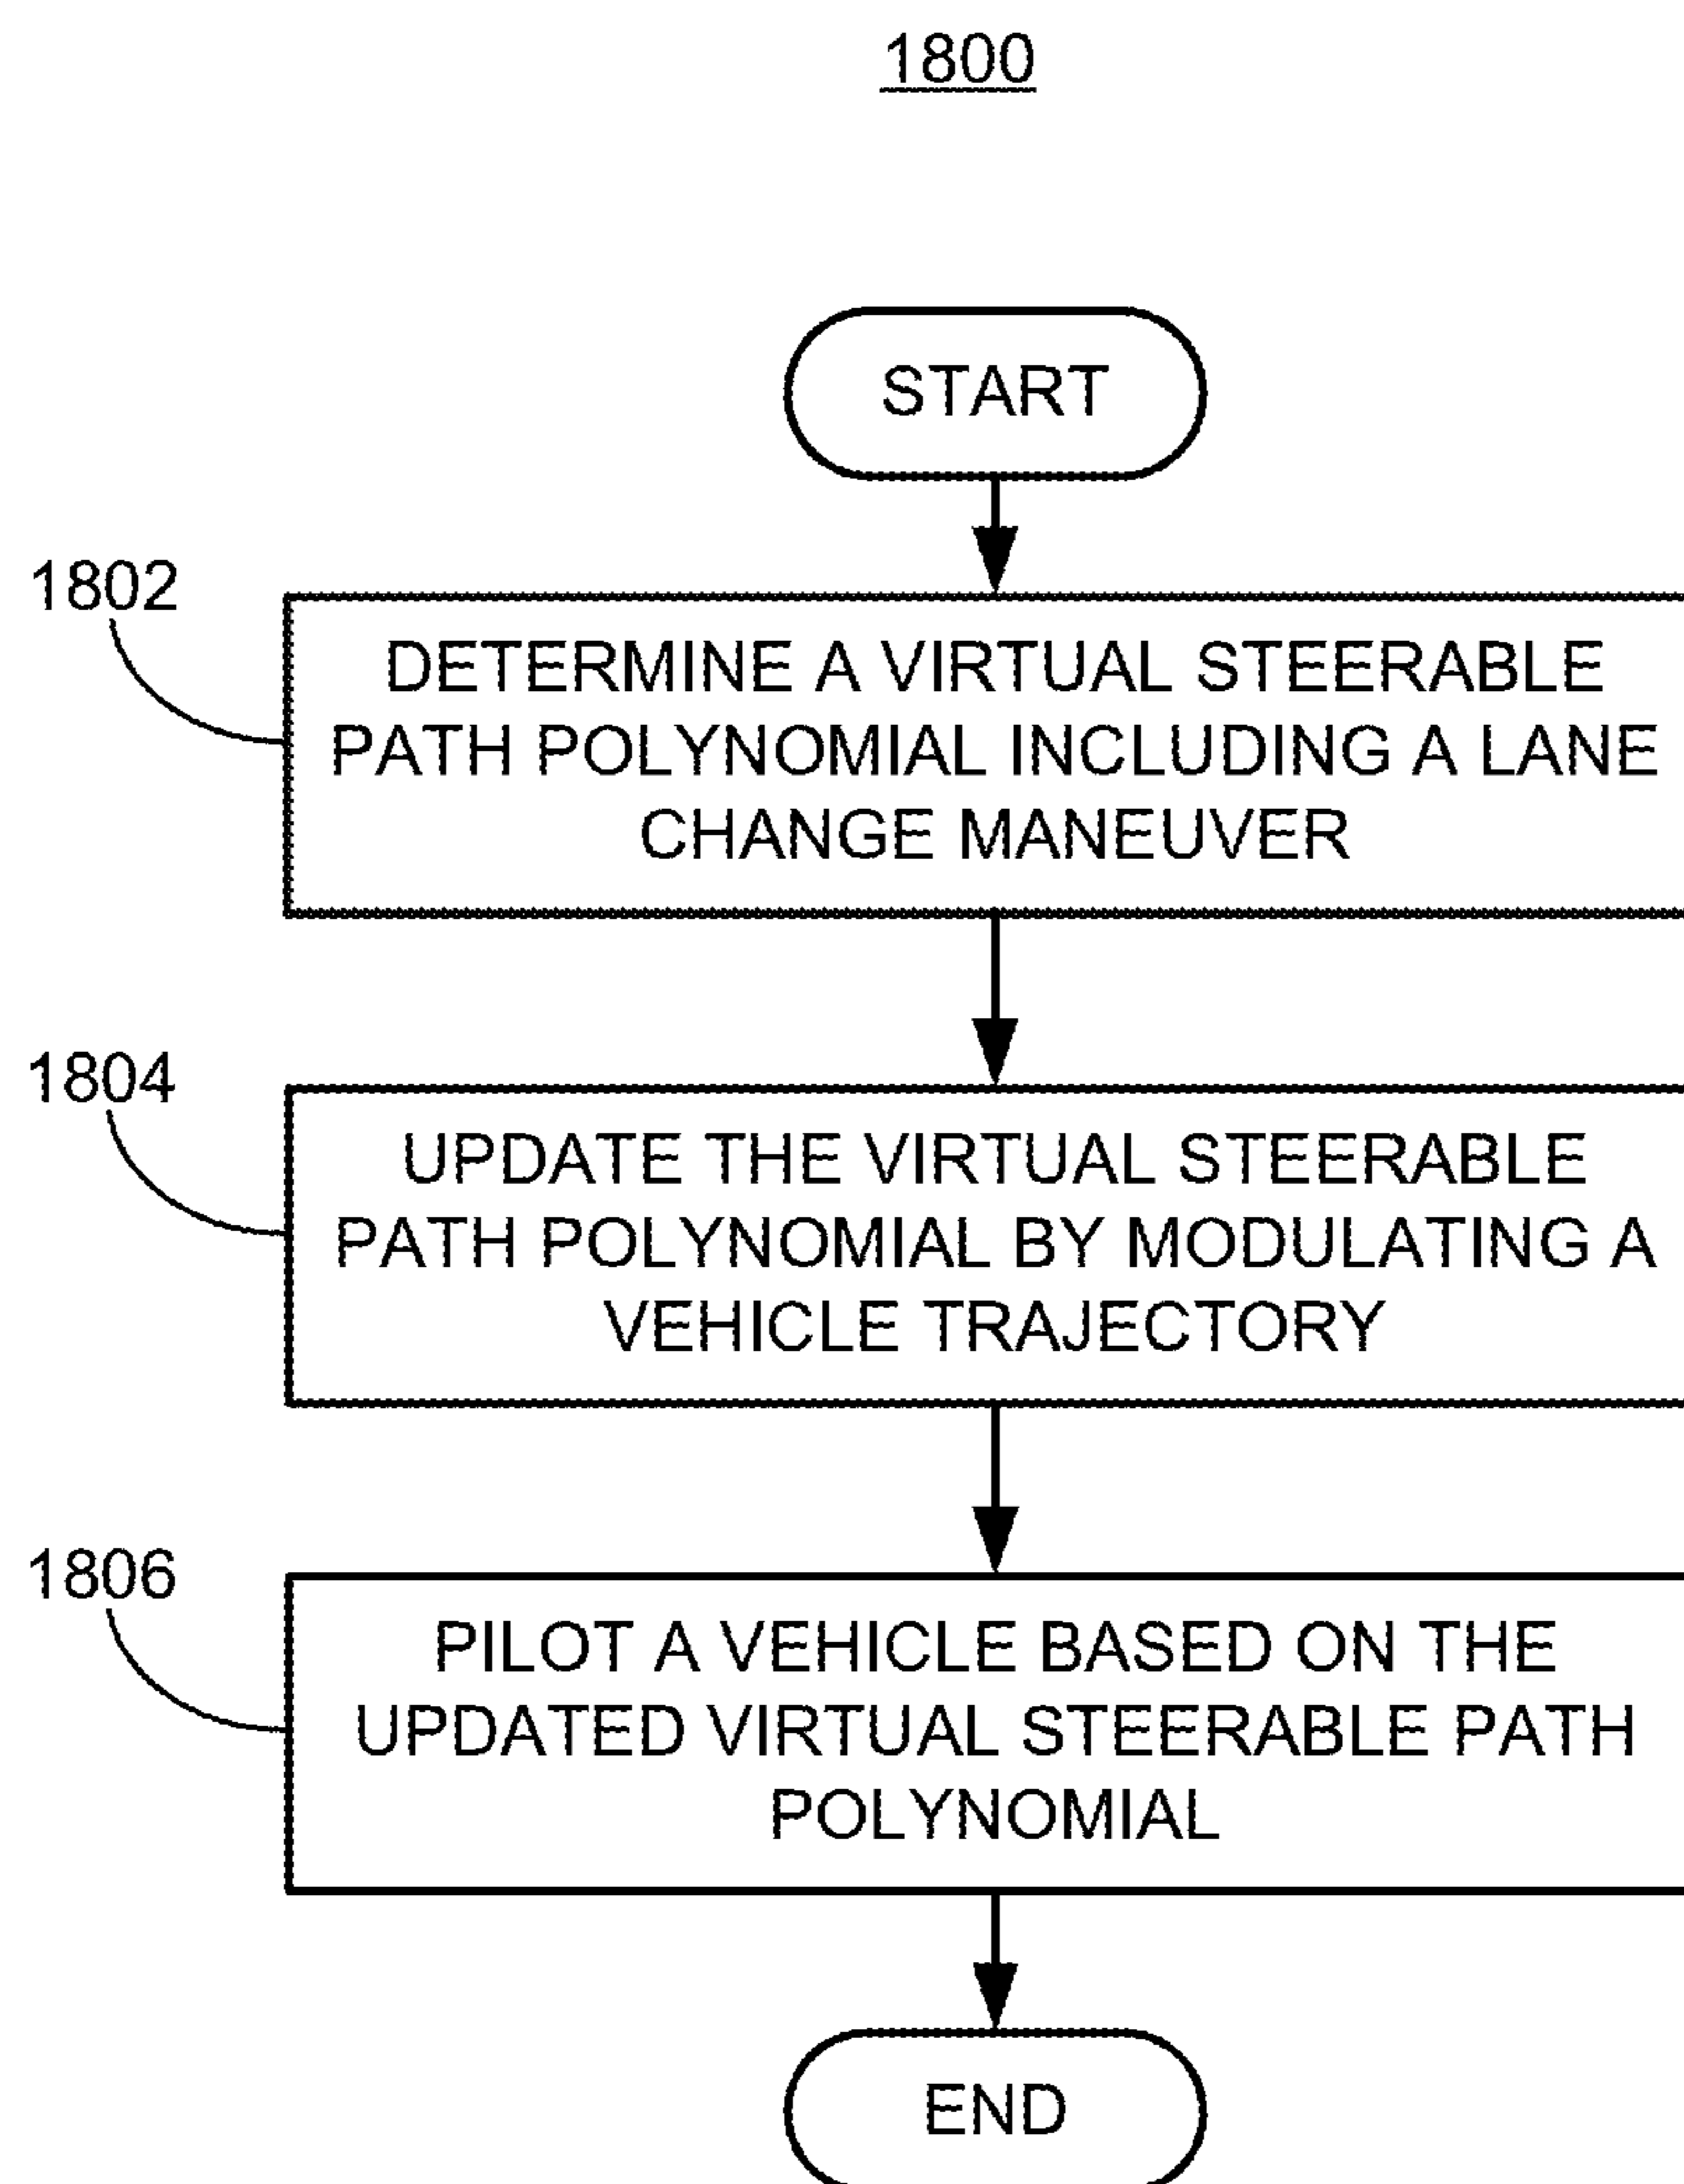 1800
START
1802
DETERMINE A VIRTUAL STEERABLE
PATH POLYNOMIAL INCLUDING A LANE
CHANGE MANEUVER
1804
UPDATE THE VIRTUAL STEERABLE
PATH POLYNOMIAL BY MODULATING A
VEHICLE TRAJECTORY
1806
PILOT A VEHICLE BASED ON THE
UPDATED VIRTUAL STEERABLE PATH
POLYNOMIAL
END